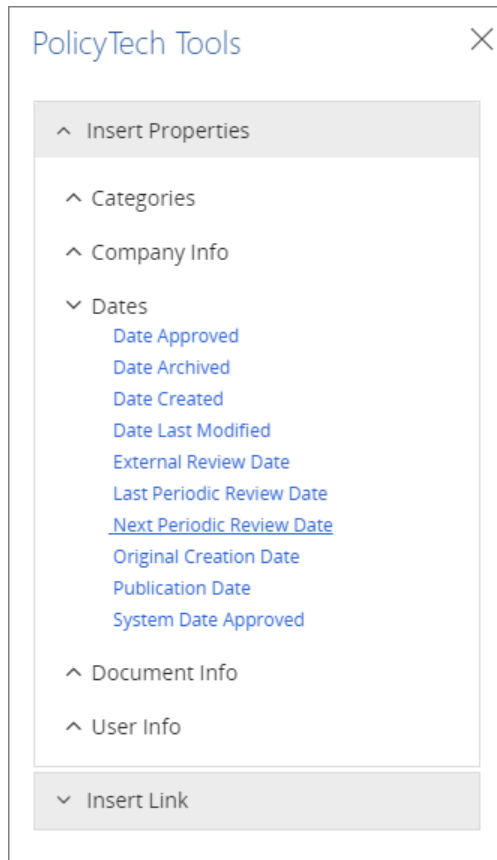 PolicyTech Tools
Insert Properties
Categories
Company Info
Dates
Date Approved
Date Archived
Date Created
Date Last Modified
External Review Date
Last Periodic Review Date
Next Periodic Review Date
Original Creation Date
Publication Date
System Date Approved
Document Info
User Info
Insert Link